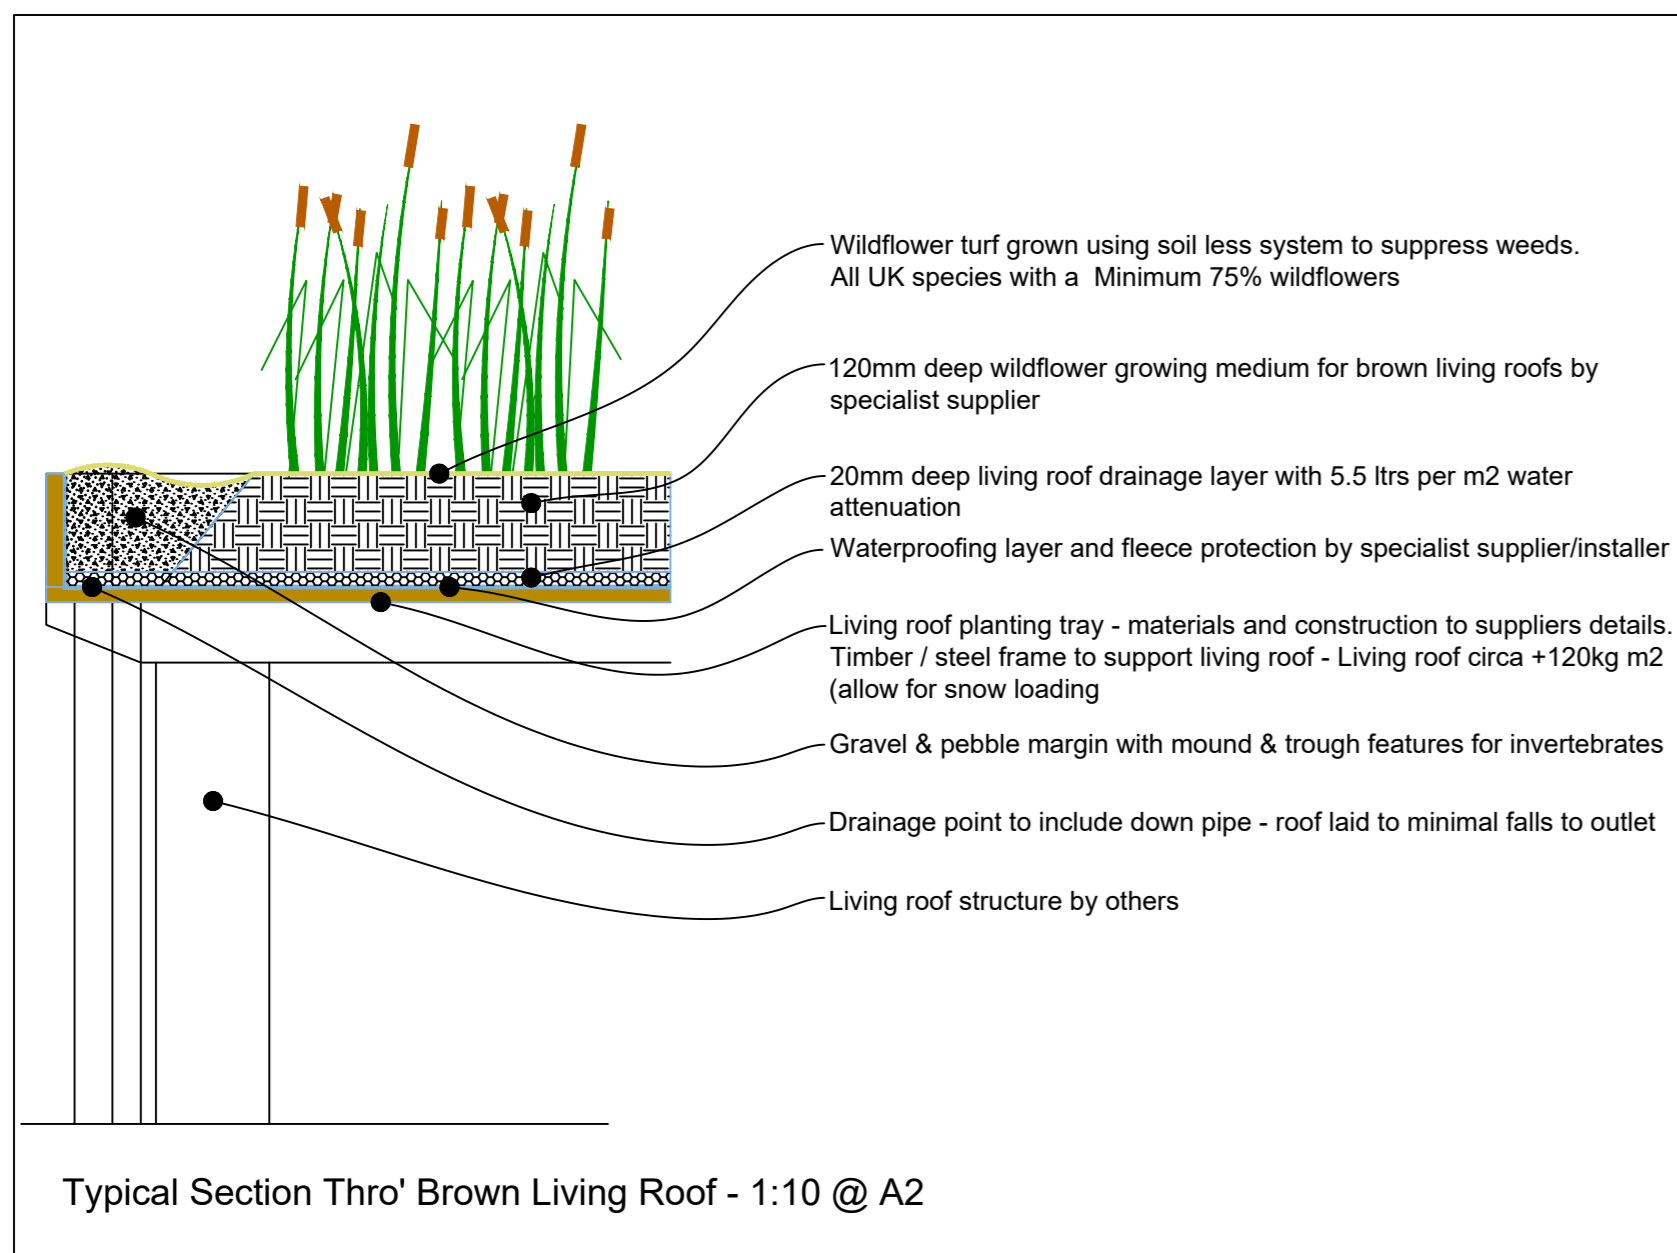 Wildflower turf grown using soil less system to suppress weeds.
All UK species with a  Minimum 75% wildflowers
120mm deep wildflower growing medium for brown living roofs by
specialist supplier
20mm deep living roof drainage layer with 5.5 ltrs per m2 water
attenuation
Waterproofing layer and fleece protection by specialist supplier/installer
Living roof planting tray - materials and construction to suppliers details.
Timber / steel frame to support living roof - Living roof circa +120kg m2
(allow for snow loading
Gravel & pebble margin with mound & trough features for invertebrates
Drainage point to include down pipe - roof laid to minimal falls to outlet
Living roof structure by others
Typical Section Thro' Brown Living Roof - 1:10 @ A2